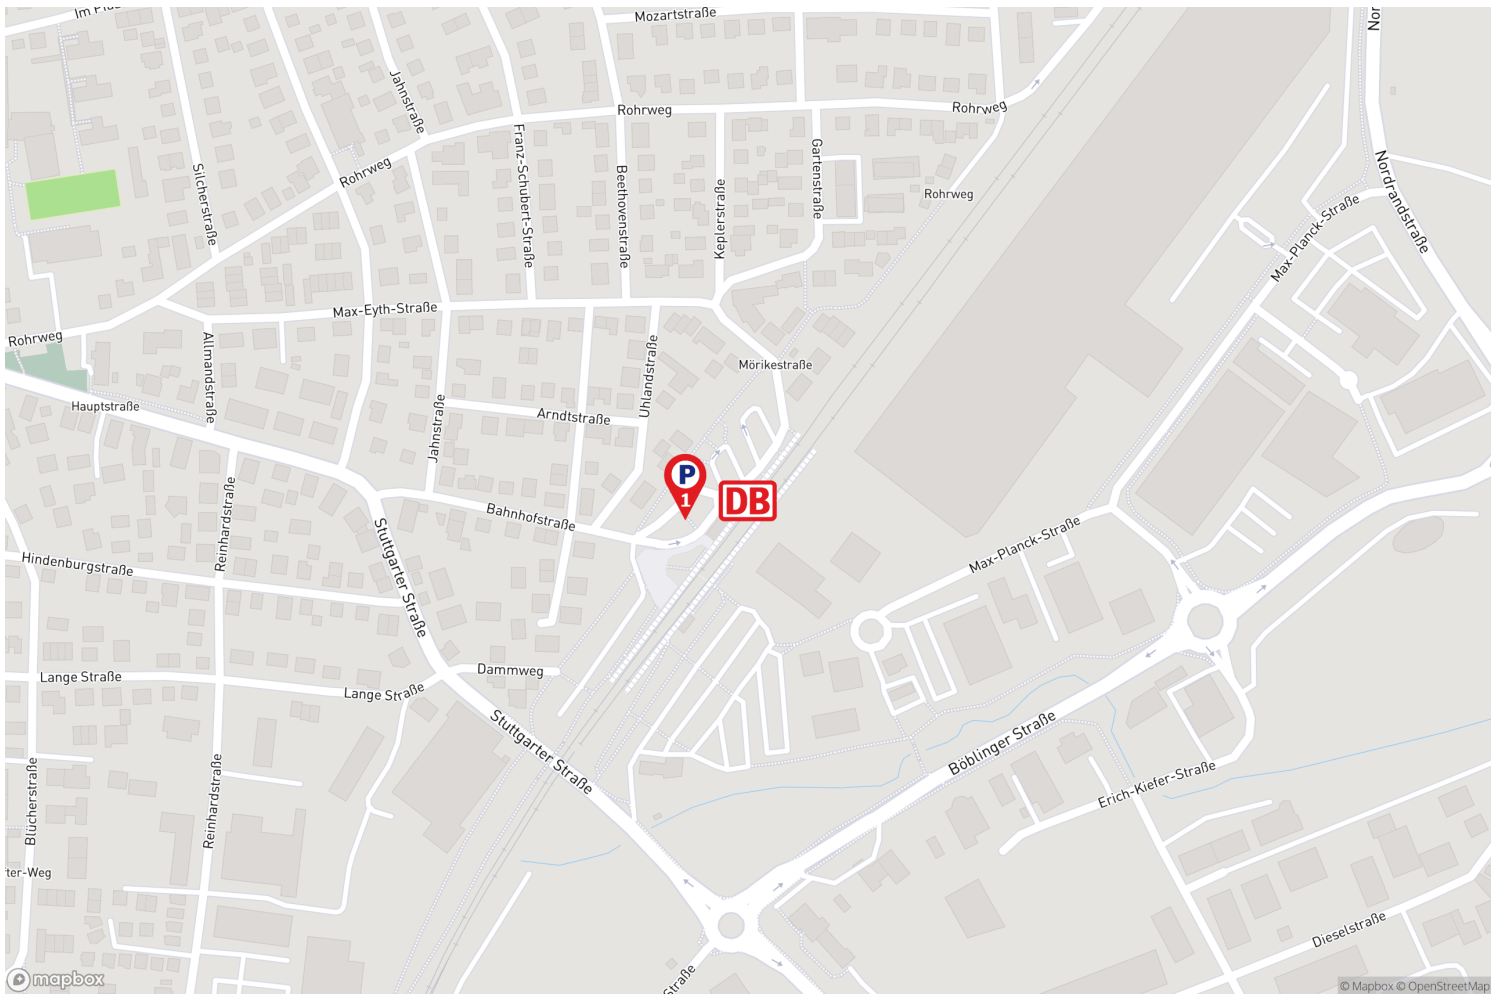 Mozartstraße
Jahnstraße
Rohrweg
Rohrweg
Franz-Schubert-Straße
Beethovenstraße
Keplerstraße
Gartenstraße
Rohrweg
Silcherstraße
Rohrweg
Nordrandstraße
Max-Planck-Straße
Max-Eyth-Straße
Rohrweg
Allmandstraße
Uhlandstraße
Mörikestraße
Hauptstraße
Jahnstraße
Arndtstraße
P
1
DB
Bahnhofstraße
Reinhardstraße
Stuttgarter Straße
Max-Planck-Straße
Hindenburgstraße
Lange Straße
Lange Straße
Dammweg
Stuttgarter Straße
Böblinger Straße
Erich-Kiefer-Straße
Blücherstraße
Reinhardstraße
ter-Weg
Dieselstraße
Straße
mapbox
© Mapbox © OpenStreetMap